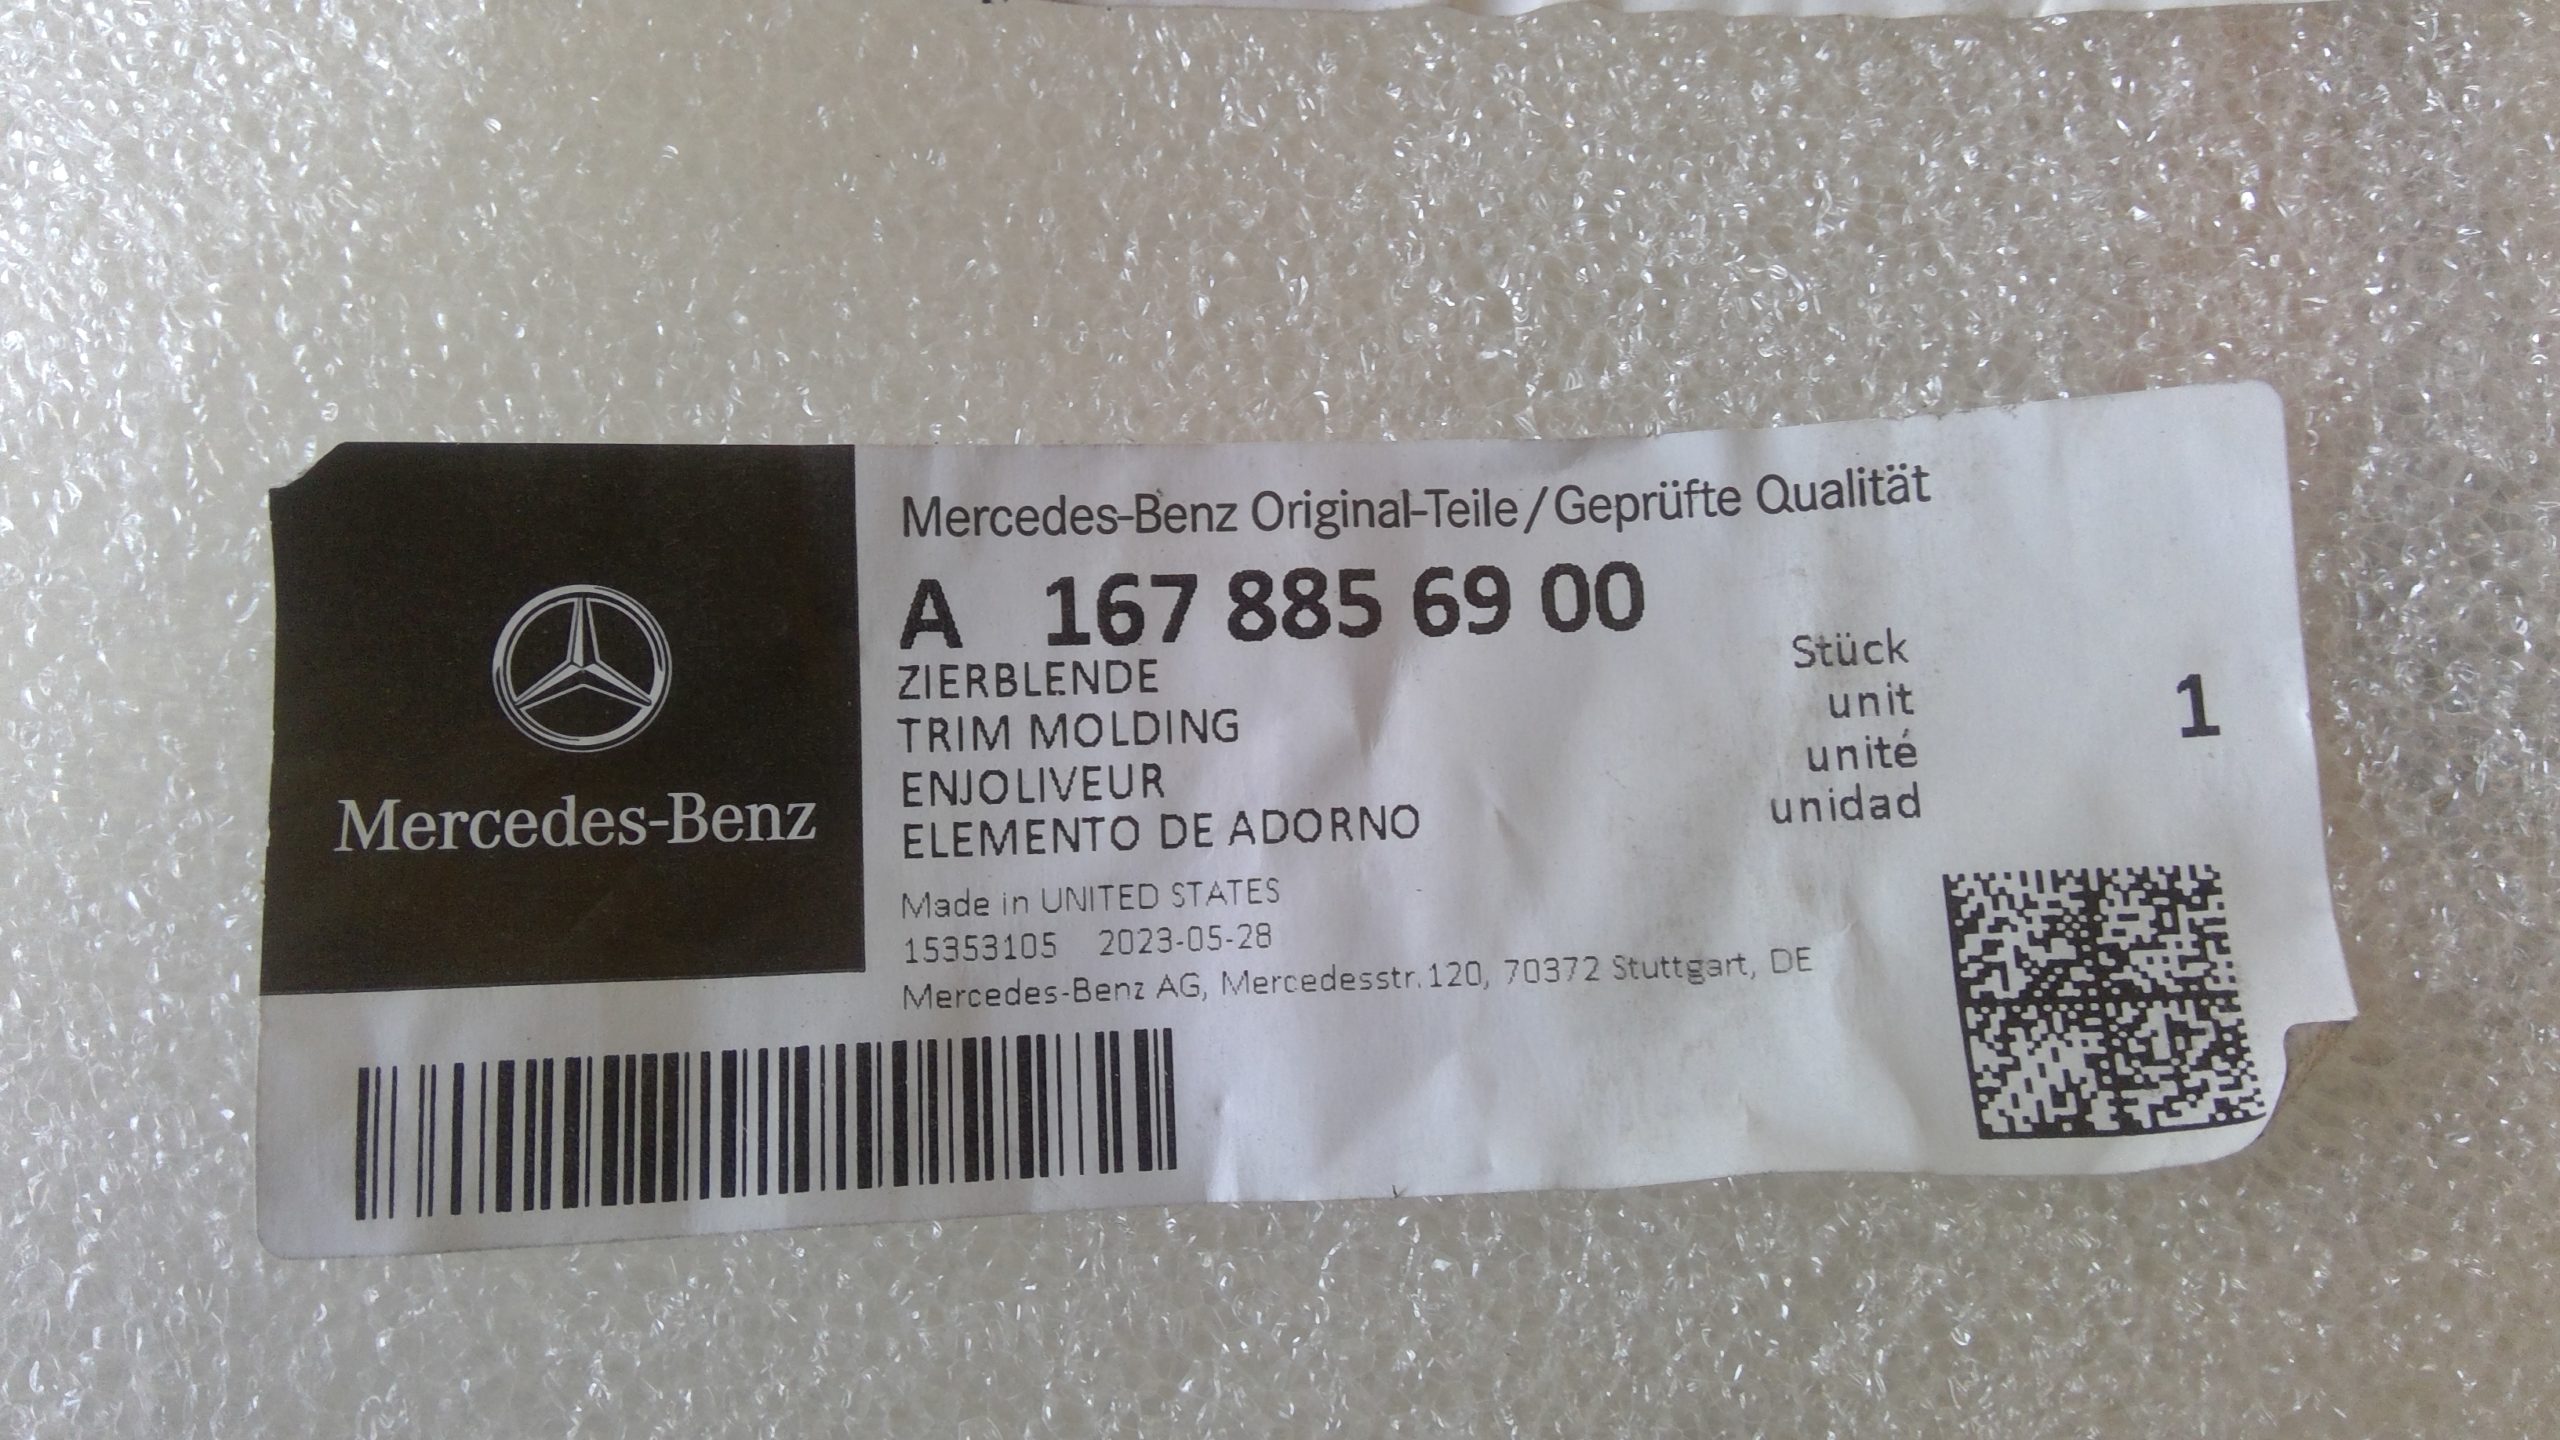 Mercedes-Benz
Mercedes-Benz Original-Teile/Geprüfte Qualität
A 167 885 69 00
ZIERBLENDE
TRIM MOLDING
ENJOLIVEUR
ELEMENTO DE ADORNO
Stück
unit
unité
unidad
1
Made in UNITED STATES
15353105 2023-05-28
Mercedes-Benz AG, Mercedesstr.120, 70372 Stuttgart, DE